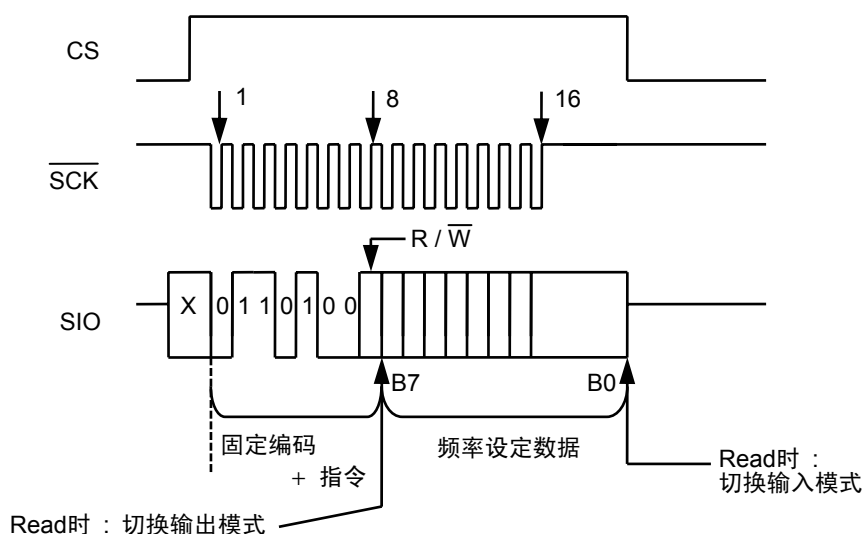 CS
1
8
16
SCK
R / W
X 0 1 1 0 1 0 0
SIO
B7
B0
固定编码
+ 指令
频率设定数据
Read时 : 切换输出模式
Read时 :
切换输入模式